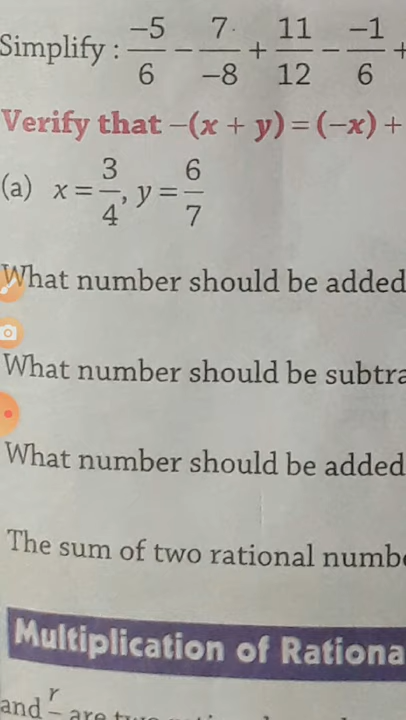 Simplify : -5/6 - 7/-8 + 11/12 - -1/6 +
Verify that -(x + y) = (-x) +
(a) x = 3/4, y = 6/7
What number should be added
What number should be subtra
What number should be added
The sum of two rational numbe
Multiplication of Rationa
and r